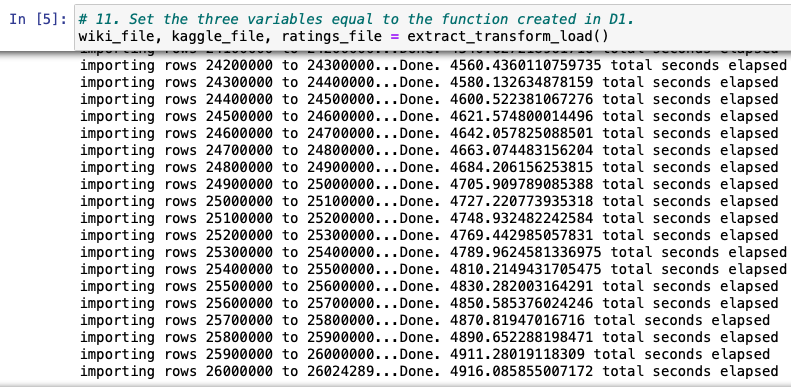 In [5]: # 11. Set the three variables equal to the function created in D1.
wiki_file, kaggle_file, ratings_file = extract_transform_load()
importing rows 24200000 to 24300000...Done. 4560.4360110759735 total seconds elapsed
importing rows 24300000 to 24400000...Done. 4580.132634878159 total seconds elapsed
importing rows 24400000 to 24500000...Done. 4600.522381067276 total seconds elapsed
importing rows 24500000 to 24600000...Done. 4621.574800014496 total seconds elapsed
importing rows 24600000 to 24700000...Done. 4642.057825088501 total seconds elapsed
importing rows 24700000 to 24800000...Done. 4663.074483156204 total seconds elapsed
importing rows 24800000 to 24900000...Done. 4684.206156253815 total seconds elapsed
importing rows 24900000 to 25000000...Done. 4705.909789085388 total seconds elapsed
importing rows 25000000 to 25100000...Done. 4727.220773935318 total seconds elapsed
importing rows 25100000 to 25200000...Done. 4748.932482242584 total seconds elapsed
importing rows 25200000 to 25300000...Done. 4769.442985057831 total seconds elapsed
importing rows 25300000 to 25400000...Done. 4789.9624581336975 total seconds elapsed
importing rows 25400000 to 25500000...Done. 4810.2149431705475 total seconds elapsed
importing rows 25500000 to 25600000...Done. 4830.282003164291 total seconds elapsed
importing rows 25600000 to 25700000...Done. 4850.585376024246 total seconds elapsed
importing rows 25700000 to 25800000...Done. 4870.81947016716 total seconds elapsed
importing rows 25800000 to 25900000...Done. 4890.652288198471 total seconds elapsed
importing rows 25900000 to 26000000...Done. 4911.28019118309 total seconds elapsed
importing rows 26000000 to 26024289...Done. 4916.085855007172 total seconds elapsed